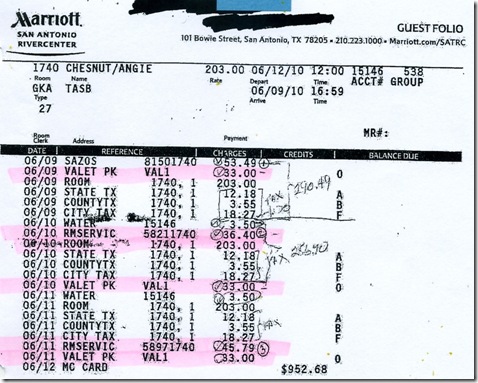 Marriott
SAN ANTONIO
RIVERCENTER
GUEST FOLIO
101 Bowie Street, San Antonio, TX 78205 • 210.223.1000 • Marriott.com/SATRC
1740 CHESNUT/ANGIE 203.00 06/12/10 12:00 15146 538
Room Name Rate Depart Time ACCT# GROUP
GKA TASB 06/09/10 16:59
Type Arrive Time
27
MR#:
Room
Clerk Address Payment
DATE REFERENCE CHARGES CREDITS BALANCE DUE
06/09 SAZOS 81501740 53.49
06/09 VALET PK VAL1 33.00 O
06/09 ROOM 1740, 1 203.00
06/09 STATE TX 1740, 1 12.18 A
06/09 COUNTYTX 1740, 1 3.55 B
06/09 CITY TAX 1740, 1 18.27 F
06/10 WATER 15146 3.50
06/10 RMSERVIC 58211740 36.40
06/10 ROOM 1740, 1 203.00
06/10 STATE TX 1740, 1 12.18 A
06/10 COUNTYTX 1740, 1 3.55 B
06/10 CITY TAX 1740, 1 18.27 F
06/10 VALET PK VAL1 33.00 O
06/11 WATER 15146 3.50
06/11 ROOM 1740, 1 203.00
06/11 STATE TX 1740, 1 12.18 A
06/11 COUNTYTX 1740, 1 3.55 B
06/11 CITY TAX 1740, 1 18.27 F
06/11 RMSERVIC 58971740 45.79
06/11 VALET PK VAL1 33.00 O
06/12 MC CARD $952.68